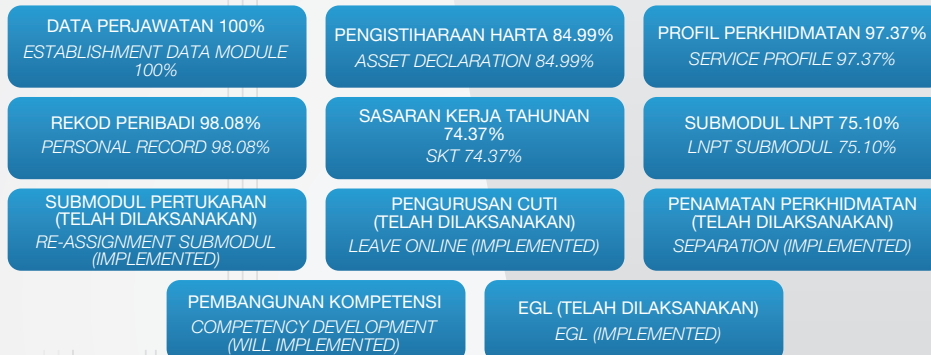 DATA PERJAWATAN 100%
ESTABLISHMENT DATA MODULE
100%
PENGISTIHARAAN HARTA 84.99%
ASSET DECLARATION 84.99%
PROFIL PERKHIDMATAN 97.37%
SERVICE PROFILE 97.37%
REKOD PERIBADI 98.08%
PERSONAL RECORD 98.08%
SASARAN KERJA TAHUNAN
74.37%
SKT 74.37%
SUBMODUL LNPT 75.10%
LNPT SUBMODUL 75.10%
SUBMODUL PERTUKARAN
(TELAH DILAKSANAKAN)
RE-ASSIGNMENT SUBMODUL
(IMPLEMENTED)
PENGURUSAN CUTI
(TELAH DILAKSANAKAN)
LEAVE ONLINE (IMPLEMENTED)
PENAMATAN PERKHIDMATAN
(TELAH DILAKSANAKAN)
SEPARATION (IMPLEMENTED)
PEMBANGUNAN KOMPETENSI
COMPETENCY DEVELOPMENT
(WILL IMPLEMENTED)
EGL (TELAH DILAKSANAKAN)
EGL (IMPLEMENTED)